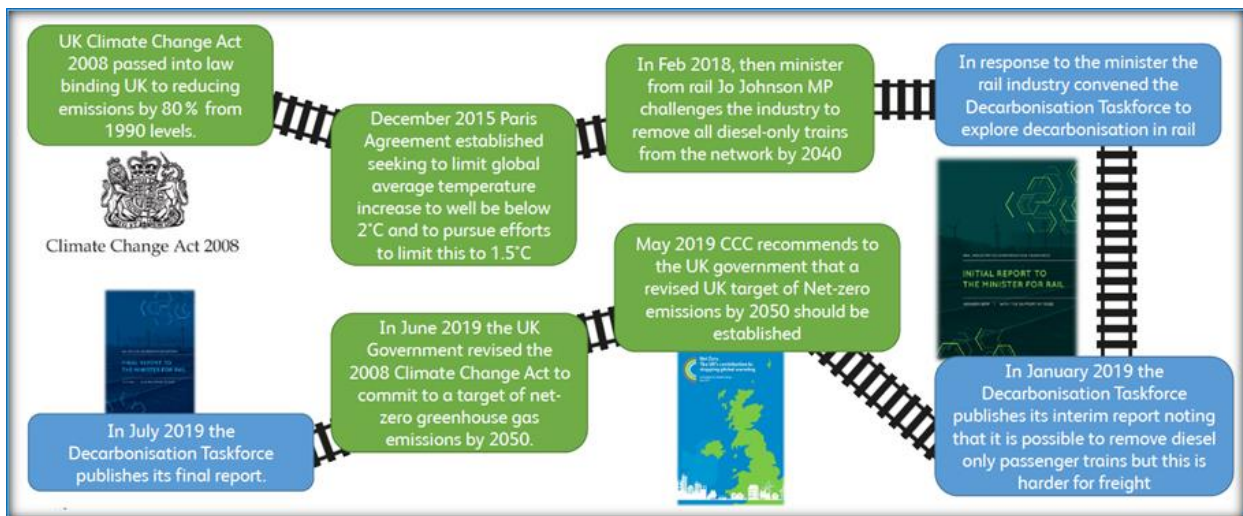 UK Climate Change Act
2008 passed into law
binding UK to reducing
emissions by 80% from
1990 levels.
Climate Change Act 2008
December 2015 Paris
Agreement established
seeking to limit global
average temperature
increase to well be below
2°C and to pursue efforts
to limit this to 1.5°C
In Feb 2018, then minister
from rail Jo Johnson MP
challenges the industry to
remove all diesel-only trains
from the network by 2040
In response to the minister the
rail industry convened the
Decarbonisation Taskforce to
explore decarbonisation in rail
INITIAL REPORT TO
THE MINISTER FOR RAIL
In January 2019 the
Decarbonisation Taskforce
publishes its interim report noting
that it is possible to remove diesel
only passenger trains but this is
harder for freight
May 2019 CCC recommends to
the UK government that a
revised UK target of Net-zero
emissions by 2050 should be
established
Net Zero
The UK's contribution to
stopping global warming
In June 2019 the UK
Government revised the
2008 Climate Change Act to
commit to a target of net-
zero greenhouse gas
emissions by 2050.
FINAL REPORT TO
THE MINISTER FOR RAIL
In July 2019 the
Decarbonisation Taskforce
publishes its final report.